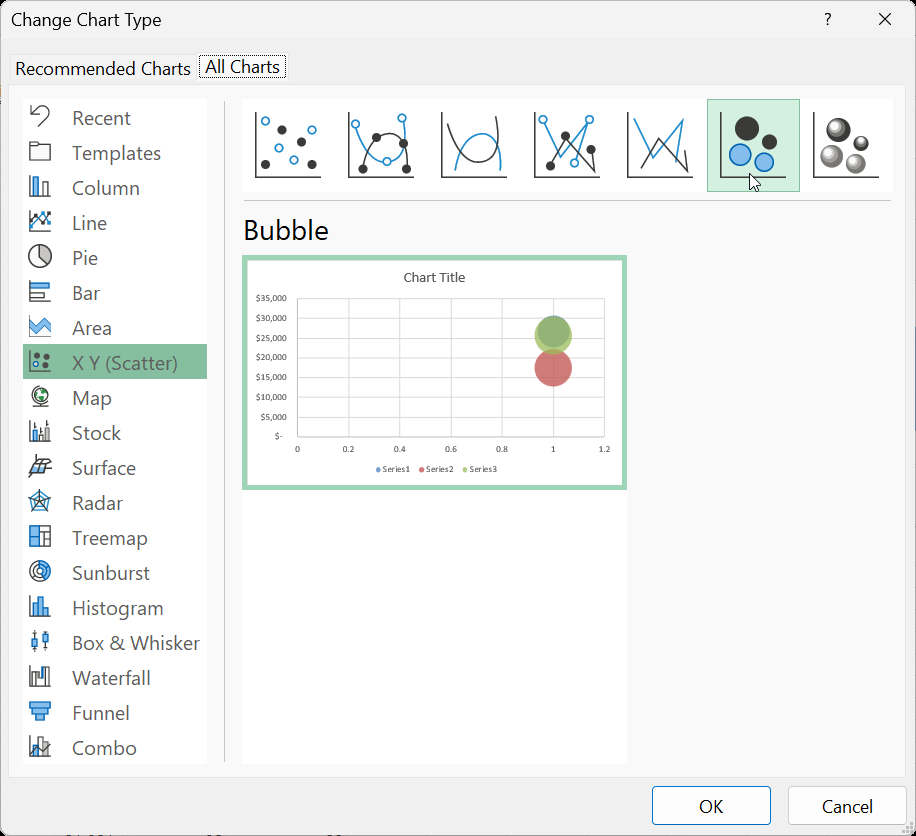 Change Chart Type
?
Recommended Charts
All Charts
Recent
Templates
Column
Line
Pie
Bar
Area
X Y (Scatter)
Map
Stock
Surface
Radar
Treemap
Sunburst
Histogram
Box & Whisker
Waterfall
Funnel
Combo
Bubble
Chart Title
$35,000
$30,000
$25,000
$20,000
$15,000
$10,000
$5,000
$-
0 0.2 0.4 0.6 0.8 1 1.2
Series1 Series2 Series3
OK
Cancel